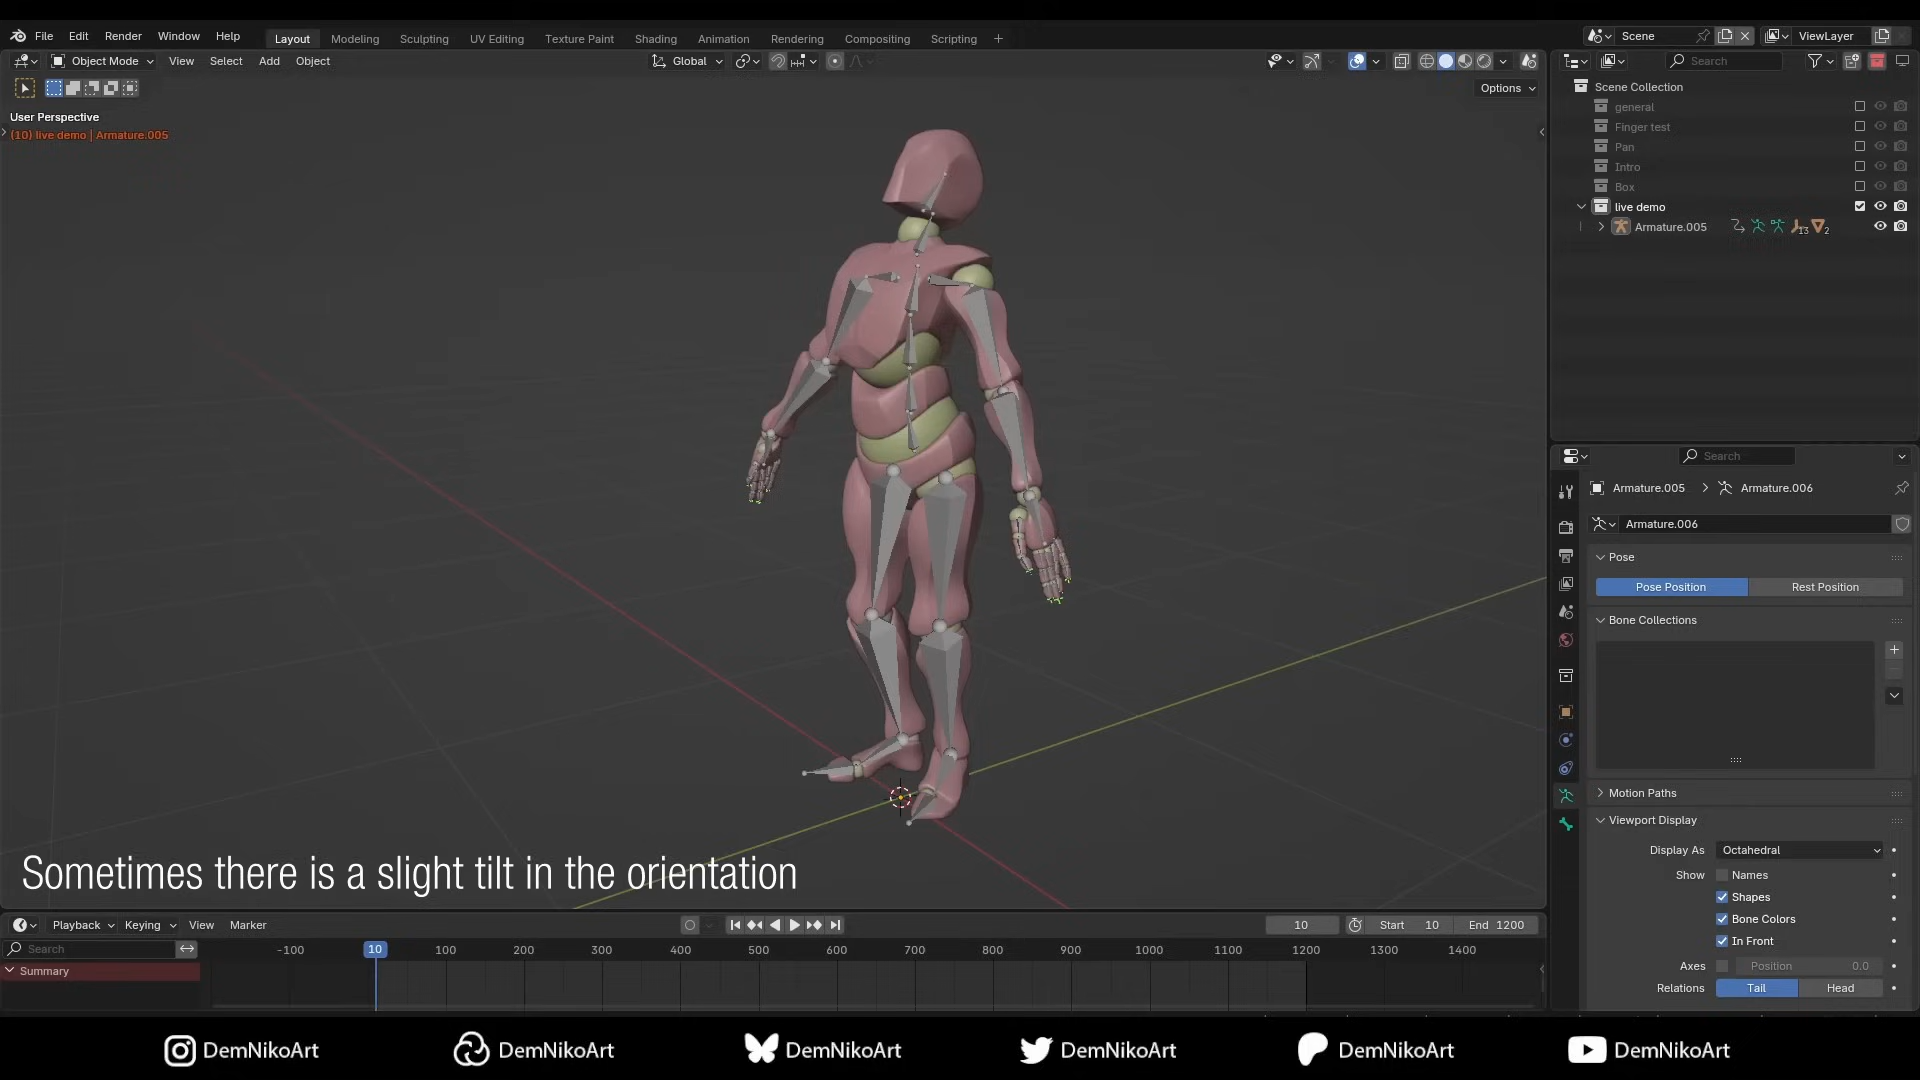 File Edit Render Window Help Layout Modeling Sculpting UV Editing Texture Paint Shading Animation Rendering Compositing Scripting + Scene ViewLayer
Object Mode View Select Add Object Global Search
Options
User Perspective
(10) live demo | Armature.005
Scene Collection
general
Finger test
Pan
Intro
Box
live demo
Armature.005 13 2
Search
Armature.005 > Armature.006
Armature.006
Pose
Pose Position Rest Position
Bone Collections
Motion Paths
Viewport Display
Display As Octahedral
Show Names
Shapes
Bone Colors
In Front
Axes Position 0.0
Relations Tail Head
Sometimes there is a slight tilt in the orientation
Playback Keying View Marker 10 Start 10 End 1200
Search -100 10 100 200 300 400 500 600 700 800 900 1000 1100 1200 1300 1400
Summary
DemNikoArt DemNikoArt DemNikoArt DemNikoArt DemNikoArt DemNikoArt